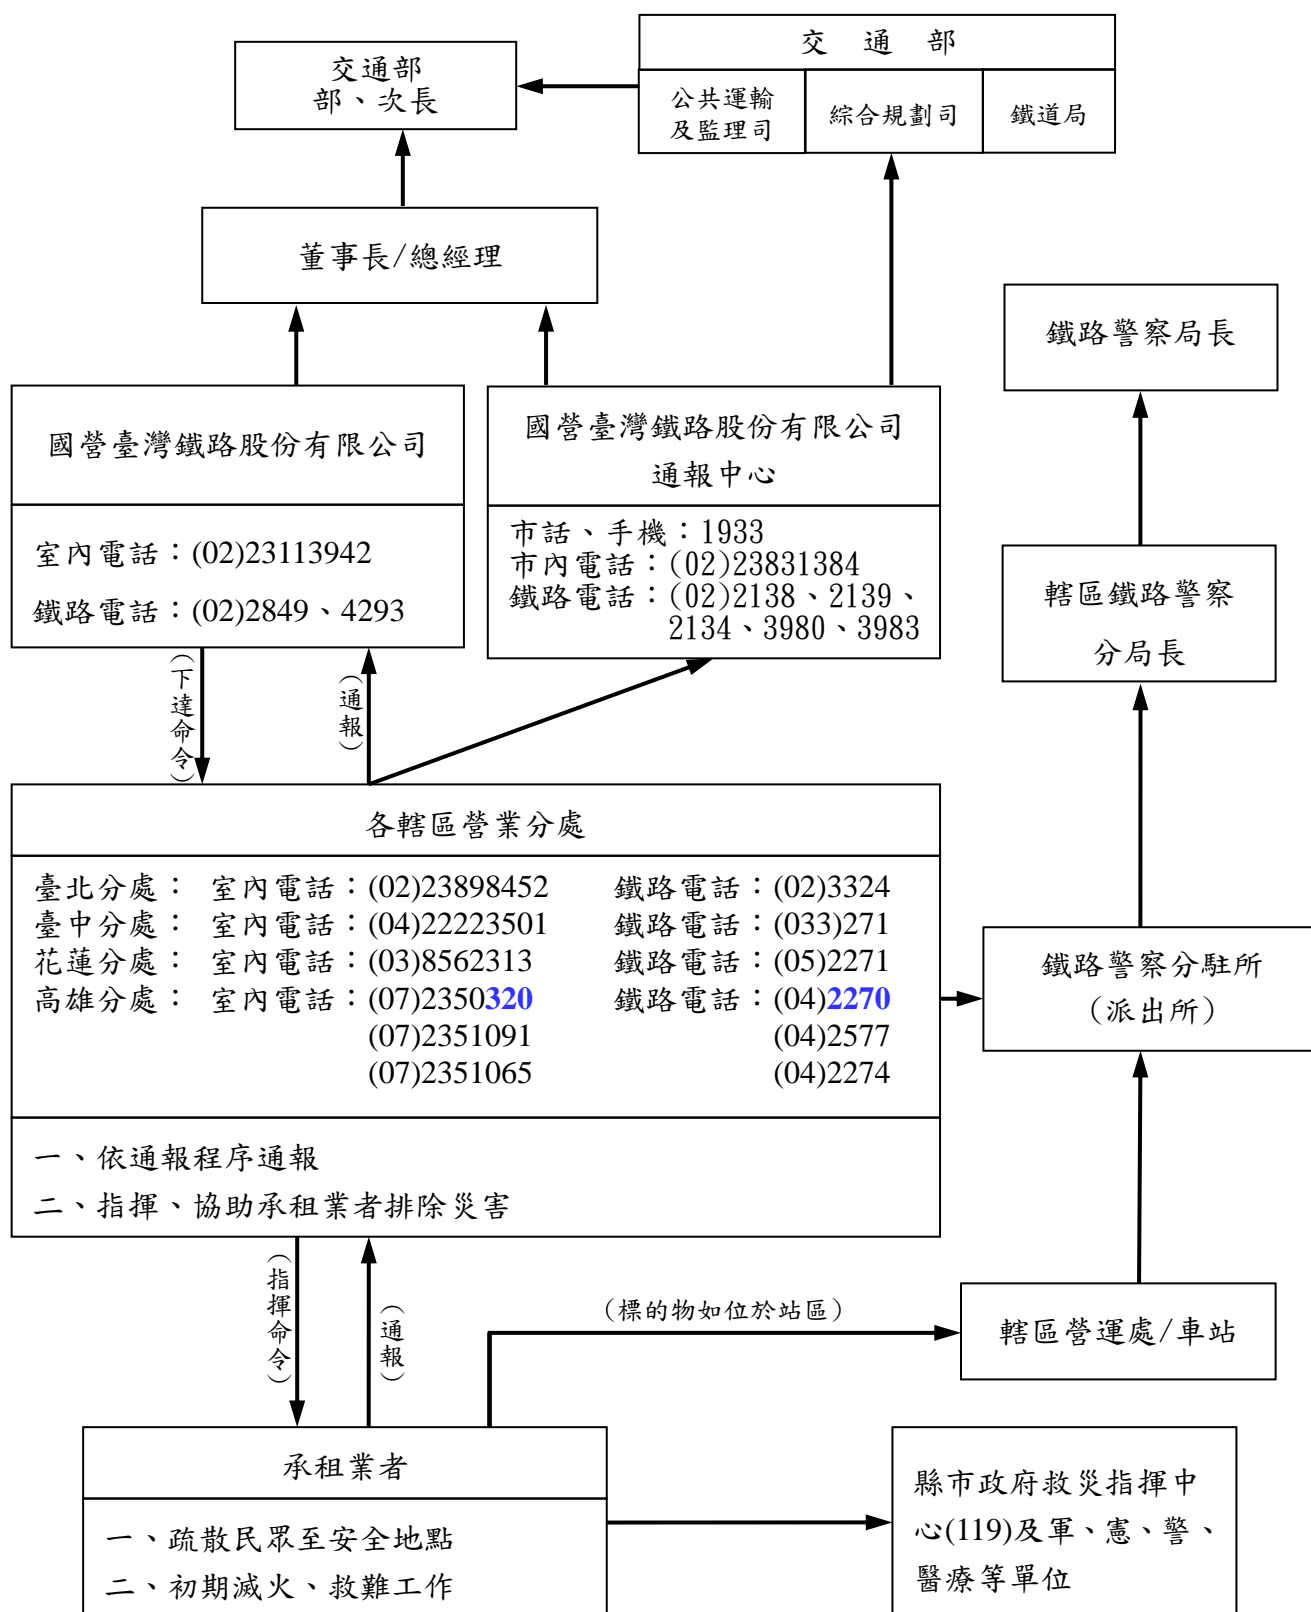 交通部
公共運輸
及監理司
綜合規劃司
鐵道局
交通部
部、次長
董事長/總經理
國營臺灣鐵路股份有限公司
室內電話：(02)23113942
鐵路電話：(02)2849、4293
國營臺灣鐵路股份有限公司
通報中心
市話、手機：1933
市內電話：(02)23831384
鐵路電話：(02)2138、2139、
2134、3980、3983
鐵路警察局長
轄區鐵路警察
分局長
(下達命令)
(通報)
各轄區營業分處
臺北分處： 室內電話：(02)23898452 鐵路電話：(02)3324
臺中分處： 室內電話：(04)22223501 鐵路電話：(033)271
花蓮分處： 室內電話：(03)8562313 鐵路電話：(05)2271
高雄分處： 室內電話：(07)2350320 鐵路電話：(04)2270
(07)2351091 (04)2577
(07)2351065 (04)2274
一、依通報程序通報
二、指揮、協助承租業者排除災害
鐵路警察分駐所
(派出所)
(指揮命令)
(通報)
(標的物如位於站區)
轄區營運處/車站
承租業者
一、疏散民眾至安全地點
二、初期滅火、救難工作
縣市政府救災指揮中
心(119)及軍、憲、警、
醫療等單位